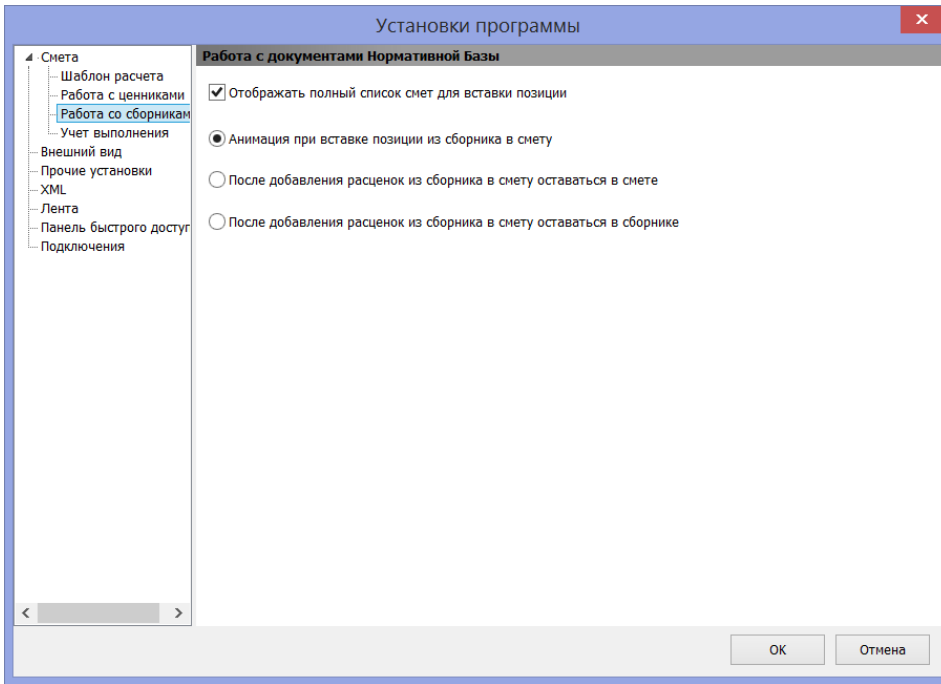 Установки программы
Смета
Шаблон расчета
Работа с ценниками
Работа со сборникам
Учет выполнения
Внешний вид
Прочие установки
XML
Лента
Панель быстрого доступ
Подключения
Работа с документами Нормативной Базы
Отображать полный список смет для вставки позиции
Анимация при вставке позиции из сборника в смету
После добавления расценок из сборника в смету оставаться в смете
После добавления расценок из сборника в смету оставаться в сборнике
ОК
Отмена